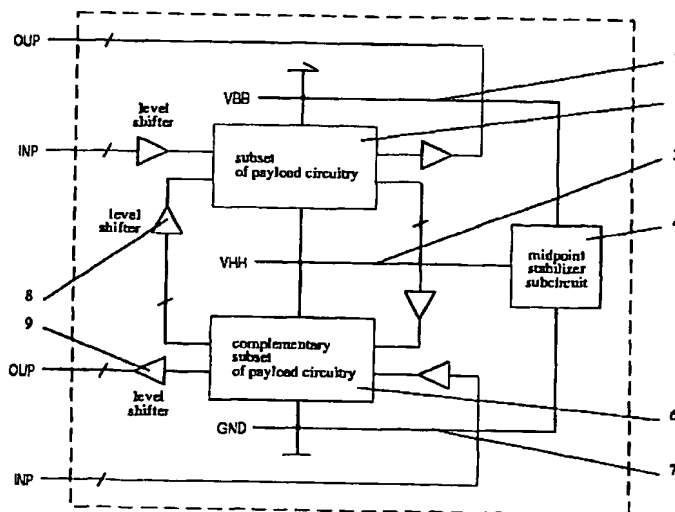 OUP
VBB
level
shifter
INP
subset
of payload circuitry
level
shifter
VHH
midpoint
stabilizer
subcircuit
3
4
8
9
complementary
subset
of payload circuitry
OUP
level
shifter
GND
6
7
INP